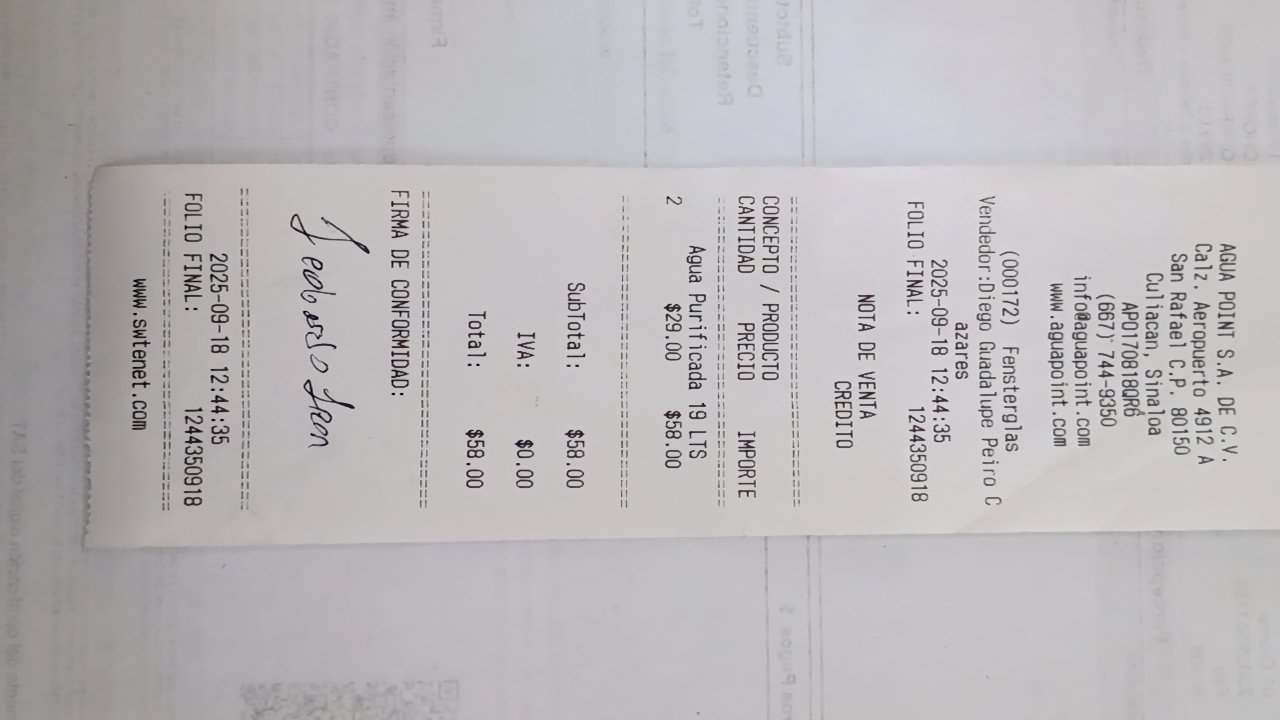 AGUA POINT S.A. DE C.V.
Calz. Aeropuerto 4912 A
San Rafael C.P. 80150
Culiacan, Sinaloa
APO170818QR6
(667) 744-9350
info@aguapoint.com
www.aguapoint.com
(000172) Fensterglas
Vendedor:Diego Guadalupe Peiro C
azares
2025-09-18 12:44:35
FOLIO FINAL: 1244350918
NOTA DE VENTA
CREDITO
CONCEPTO / PRODUCTO
CANTIDAD PRECIO IMPORTE
Agua Purificada 19 LTS
2 $29.00 $58.00
SubTotal: $58.00
IVA: $0.00
Total: $58.00
FIRMA DE CONFORMIDAD:
2025-09-18 12:44:35
FOLIO FINAL: 1244350918
www.swtenet.com